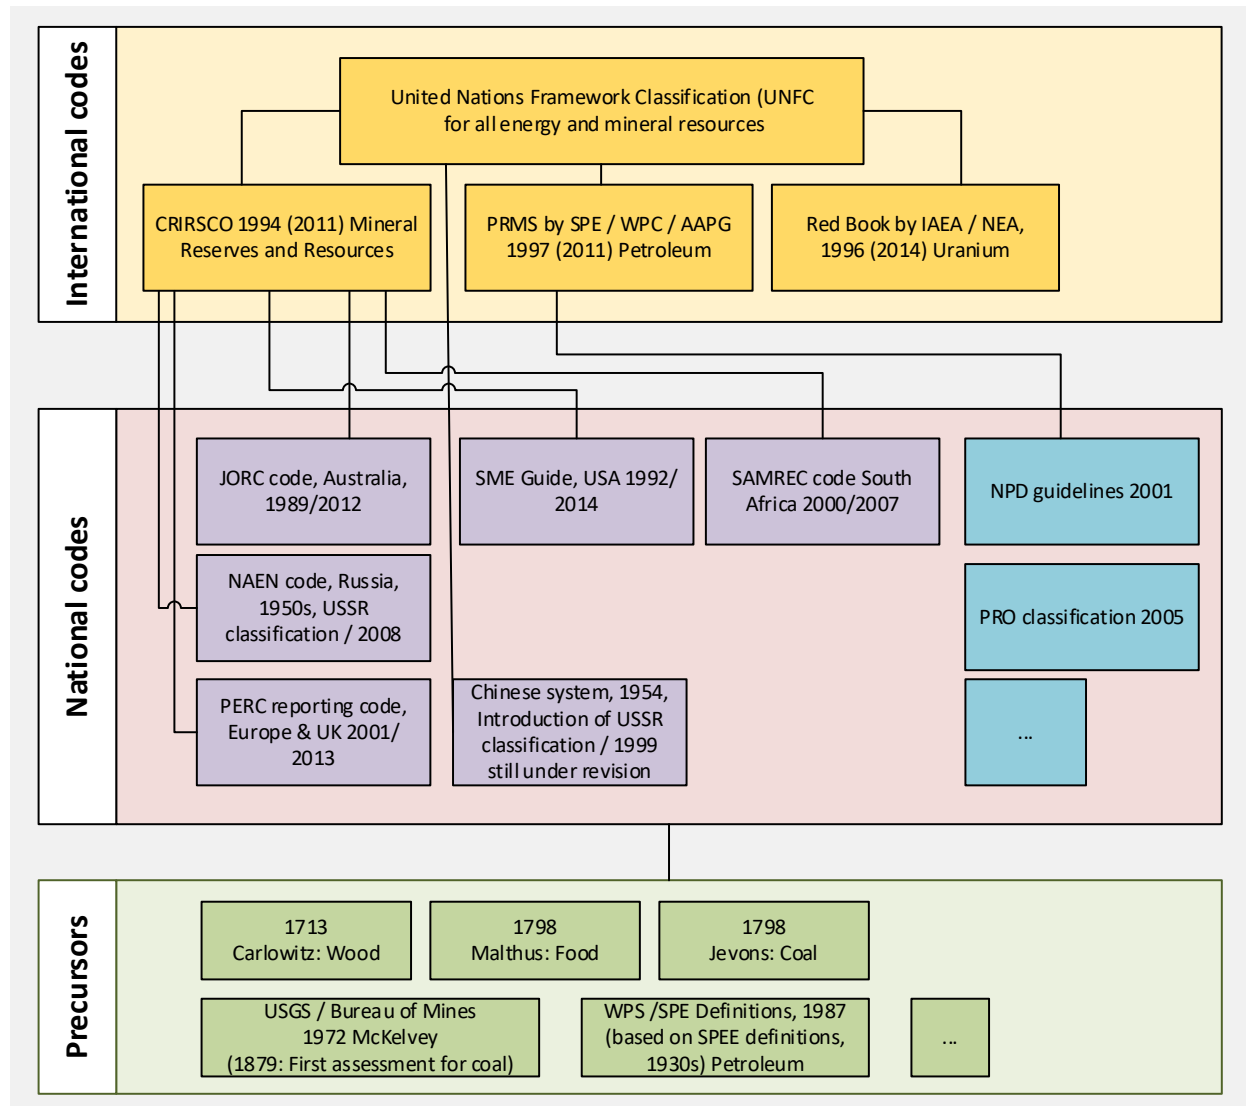 International codes
United Nations Framework Classification (UNFC
for all energy and mineral resources
CRIRSCO 1994 (2011) Mineral
Reserves and Resources
PRMS by SPE / WPC / AAPG
1997 (2011) Petroleum
Red Book by IAEA / NEA,
1996 (2014) Uranium
National codes
JORC code, Australia,
1989/2012
SME Guide, USA 1992/
2014
SAMREC code South
Africa 2000/2007
NPD guidelines 2001
NAEN code, Russia,
1950s, USSR
classification / 2008
PRO classification 2005
PERC reporting code,
Europe & UK 2001/
2013
Chinese system, 1954,
Introduction of USSR
classification / 1999
still under revision
...
Precursors
1713
Carlowitz: Wood
1798
Malthus: Food
1798
Jevons: Coal
USGS / Bureau of Mines
1972 McKelvey
(1879: First assessment for coal)
WPS /SPE Definitions, 1987
(based on SPEE definitions,
1930s) Petroleum
...